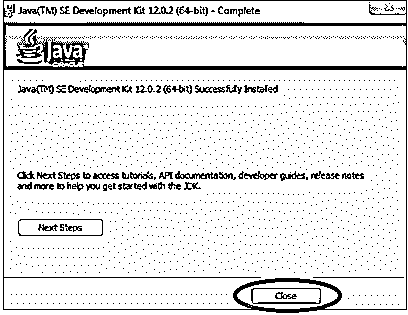 Java(TM) SE Development Kit 12.0.2 (64-bit) - Complete
Java
ORACLE
Java(TM) SE Development Kit 12.0.2 (64-bit) Successfully Installed
Click Next Steps to access tutorials, API documentation, developer guides, release notes
and more to help you get started with the JDK.
Next Steps
Close